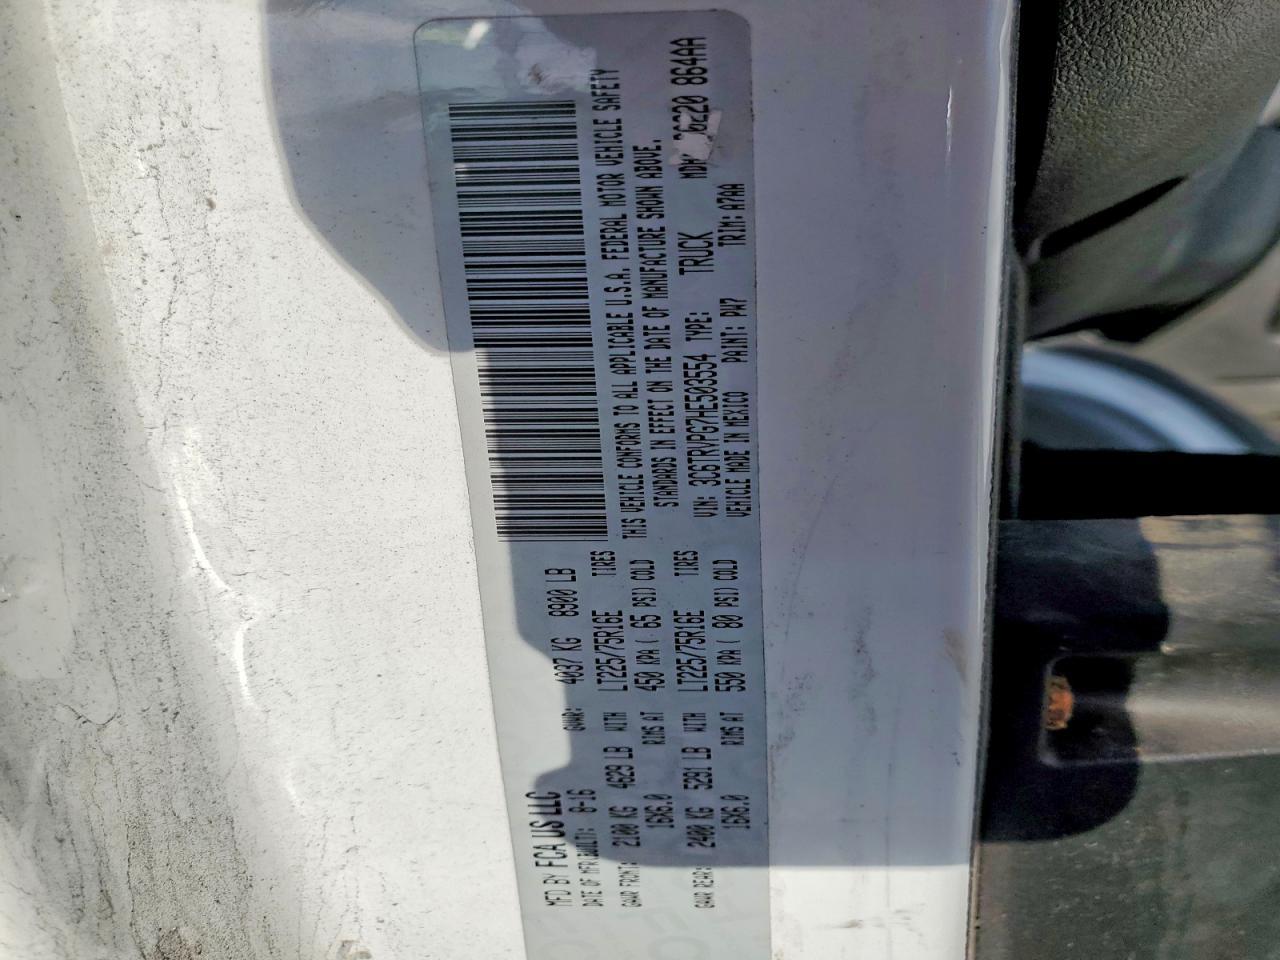 MFD BY FCA US LLC
DATE OF MFR 8-16 GVWR: 4037 KG 8900 LB
GAWR FRONT: 2100 KG 4629 LB WITH LT225/75R16E TIRES
16X6.0 RIMS AT 450 KPA ( 65 PSI) COLD
GAWR REAR: 2400 KG 5291 LB WITH LT225/75R16E TIRES
16X6.0 RIMS AT 550 KPA ( 80 PSI) COLD
THIS VEHICLE CONFORMS TO ALL APPLICABLE U.S.A. FEDERAL MOTOR VEHICLE SAFETY
STANDARDS IN EFFECT ON THE DATE OF MANUFACTURE SHOWN ABOVE.
VIN: 3C6TRVPG7HE503554 TYPE: TRUCK 864AA
VEHICLE MADE IN MEXICO PAINT: PW7 TRIM: A7AA